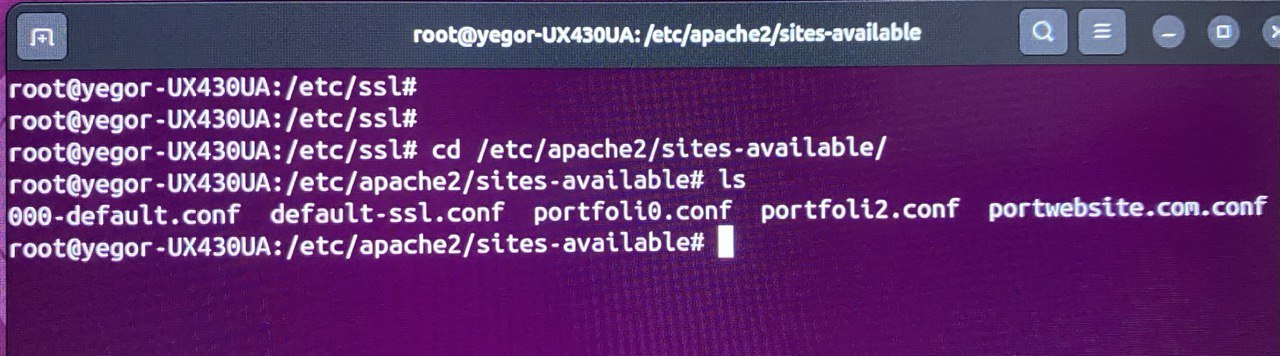 root@yegor-UX430UA: /etc/apache2/sites-available
root@yegor-UX430UA:/etc/ssl#
root@yegor-UX430UA:/etc/ssl#
root@yegor-UX430UA:/etc/ssl# cd /etc/apache2/sites-available/
root@yegor-UX430UA:/etc/apache2/sites-available# ls
000-default.conf  default-ssl.conf  portfoli0.conf  portfoli2.conf  portwebsite.com.conf
root@yegor-UX430UA:/etc/apache2/sites-available#